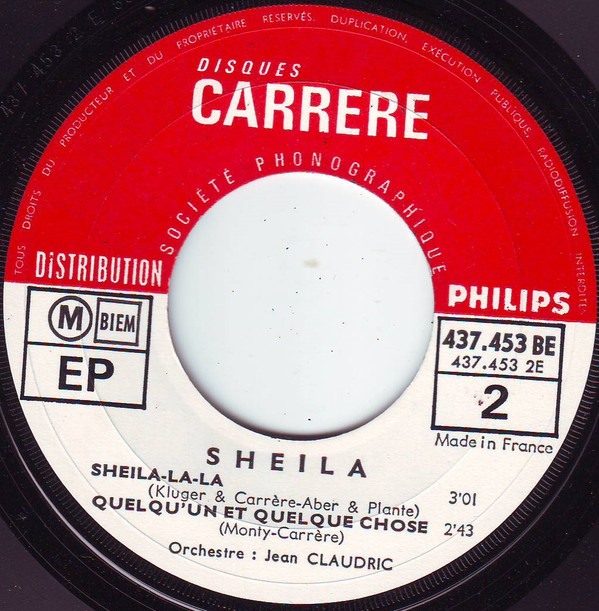 TOUS DROITS DU PRODUCTEUR ET DU PROPRIÉTAIRE RÉSERVÉS. DUPLICATION, EXÉCUTION PUBLIQUE, RADIODIFFUSION INTERDITE
DISQUES
CARRERE
SOCIÉTÉ PHONOGRAPHIQUE
DiSTRIBUTION
PHILIPS
M BIEM
EP
437.453 BE
437.453 2E
2
Made in France
SHEILA
SHEILA-LA-LA
(Kluger & Carrère-Aber & Plante) 3'01
QUELQU'UN ET QUELQUE CHOSE 2'43
(Monty-Carrère)
Orchestre : Jean CLAUDRIC